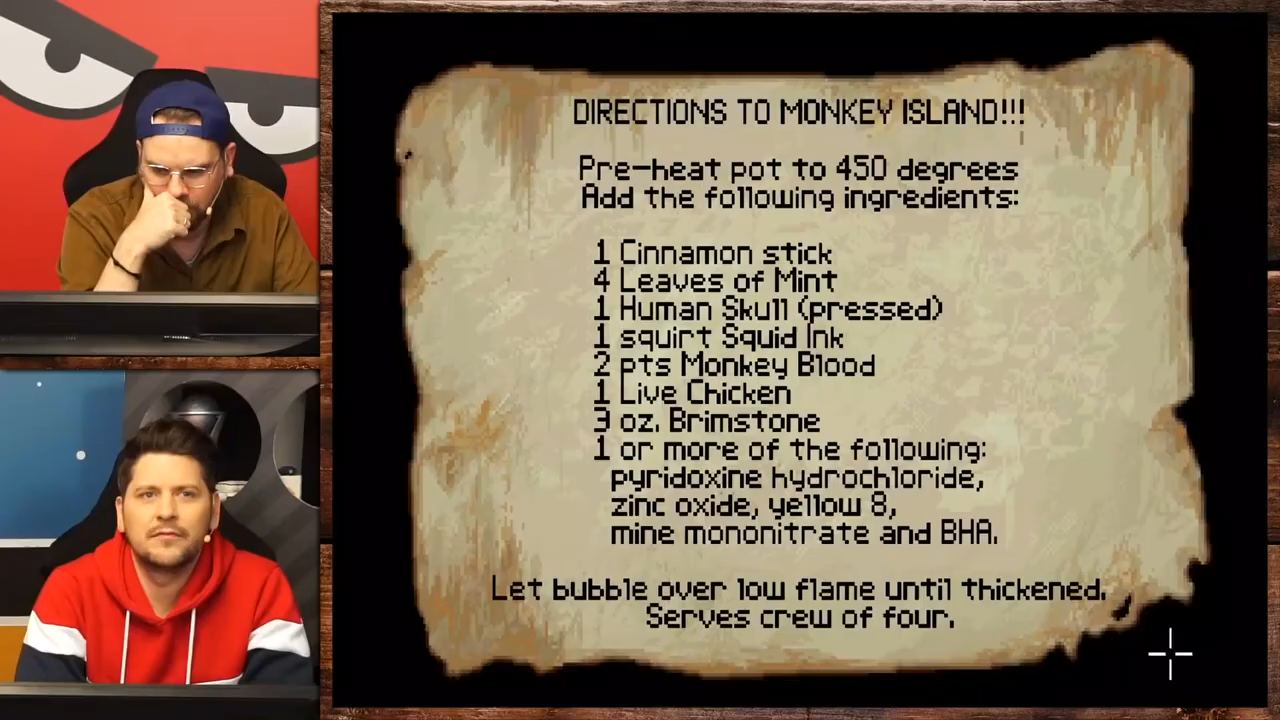 DIRECTIONS TO MONKEY ISLAND!!!
Pre-heat pot to 450 degrees
Add the following ingredients:
1 Cinnamon stick
4 Leaves of Mint
1 Human Skull (pressed)
1 squirt Squid Ink
2 pts Monkey Blood
1 Live Chicken
3 oz. Brimstone
1 or more of the following:
pyridoxine hydrochloride,
zinc oxide, yellow 8,
mine mononitrate and BHA.
Let bubble over low flame until thickened.
Serves crew of four.